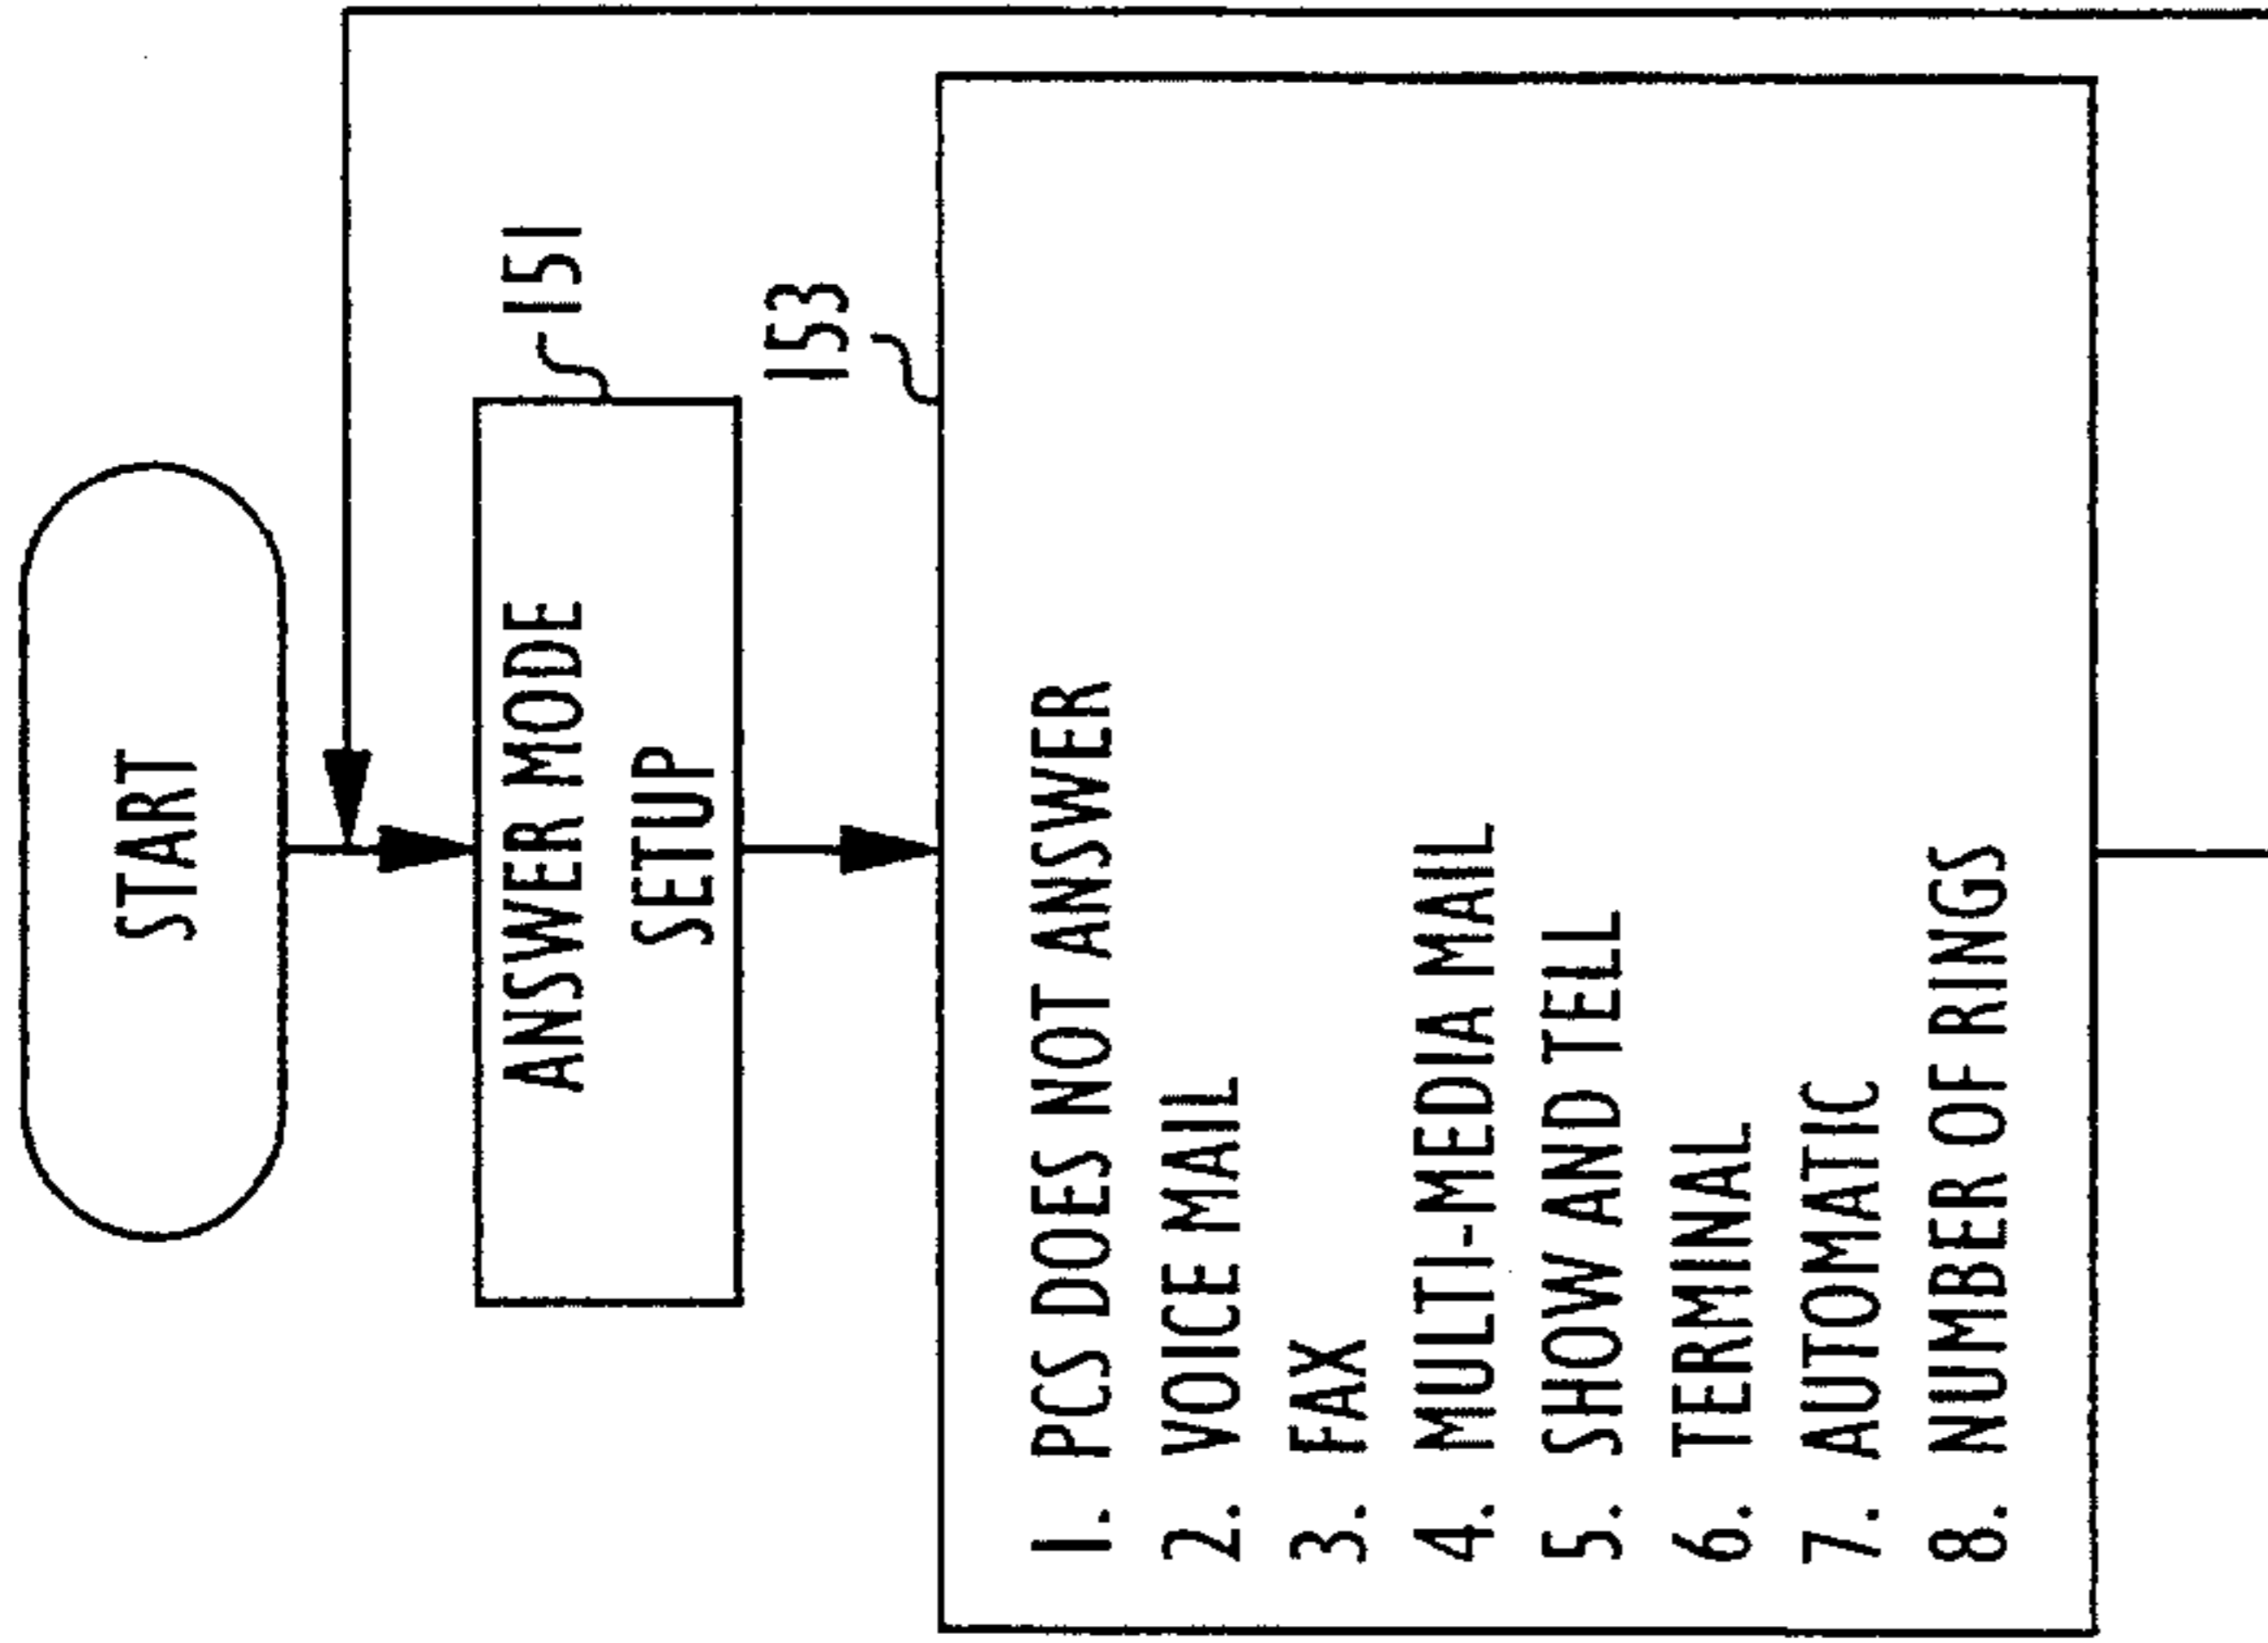 START
ANSWER MODE
SETUP
151
153
1. PCS DOES NOT ANSWER
2. VOICE MAIL
3. FAX
4. MULTI-MEDIA MAIL
5. SHOW AND TELL
6. TERMINAL
7. AUTOMATIC
8. NUMBER OF RINGS